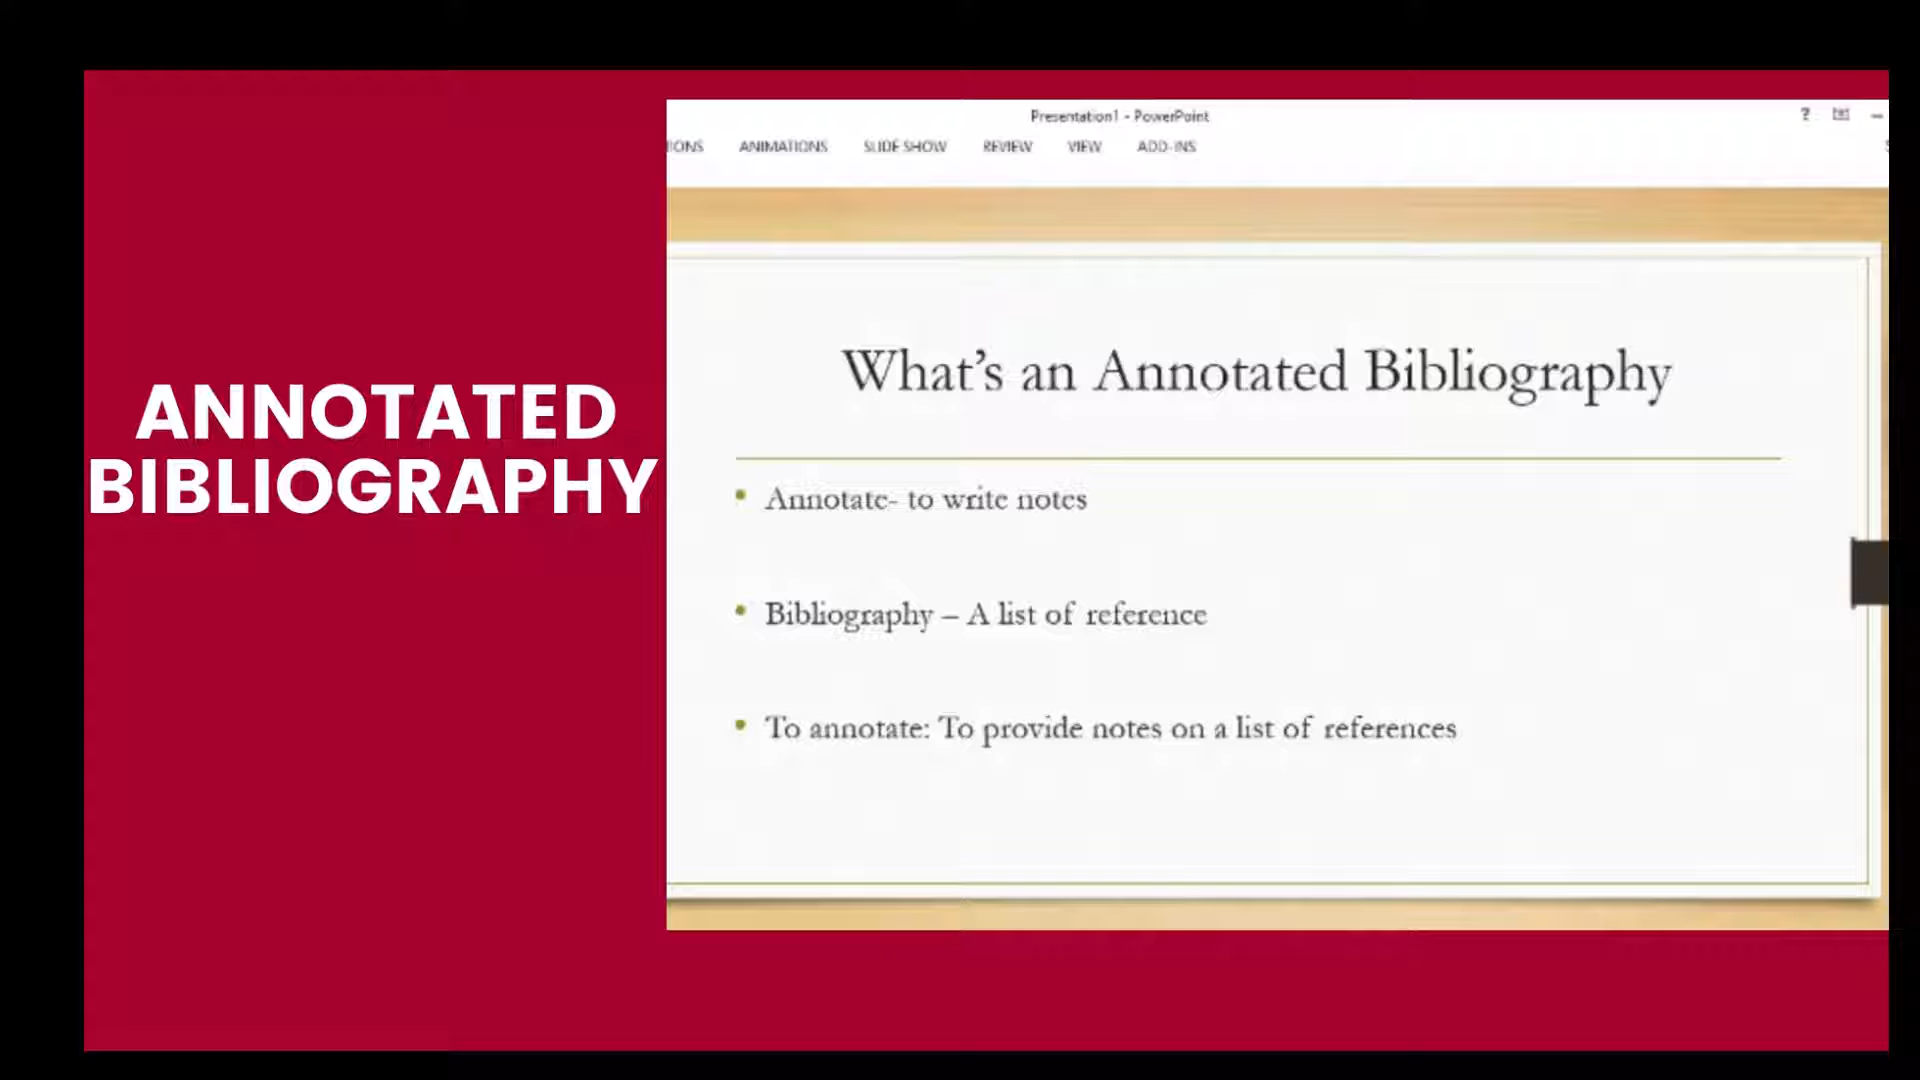 ANNOTATED
BIBLIOGRAPHY
Presentation1 - PowerPoint
IONS ANIMATIONS SLIDE SHOW REVIEW VIEW ADD-INS
What’s an Annotated Bibliography
• Annotate- to write notes
• Bibliography – A list of reference
• To annotate: To provide notes on a list of references